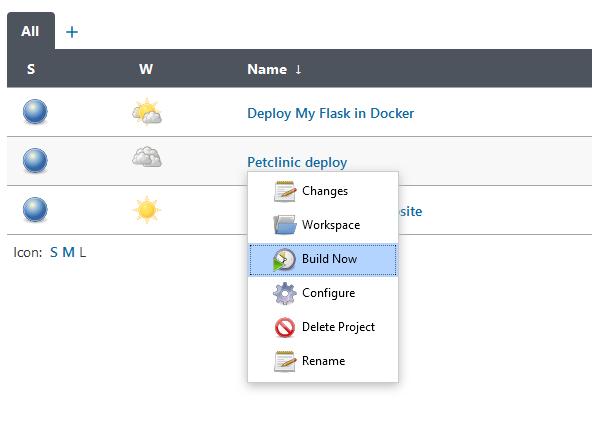 All +
S W Name ↓
Deploy My Flask in Docker
Petclinic deploy
site
Changes
Workspace
Build Now
Configure
Delete Project
Rename
Icon: S M L